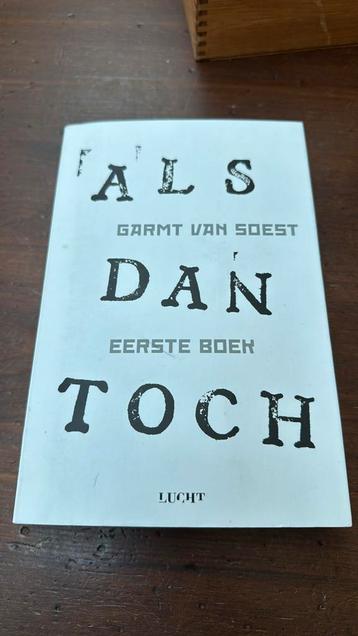 ALS
GARMT VAN SOEST
DAN
EERSTE BOEK
TOCH
LUCHT